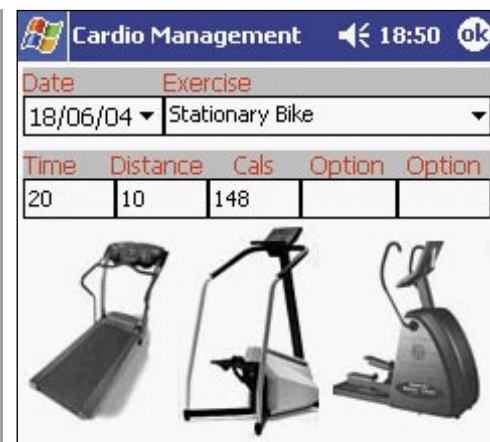 Cardio Management 18:50 ok
Date Exercise
18/06/04 Stationary Bike
Time Distance Cals Option Option
20 10 148